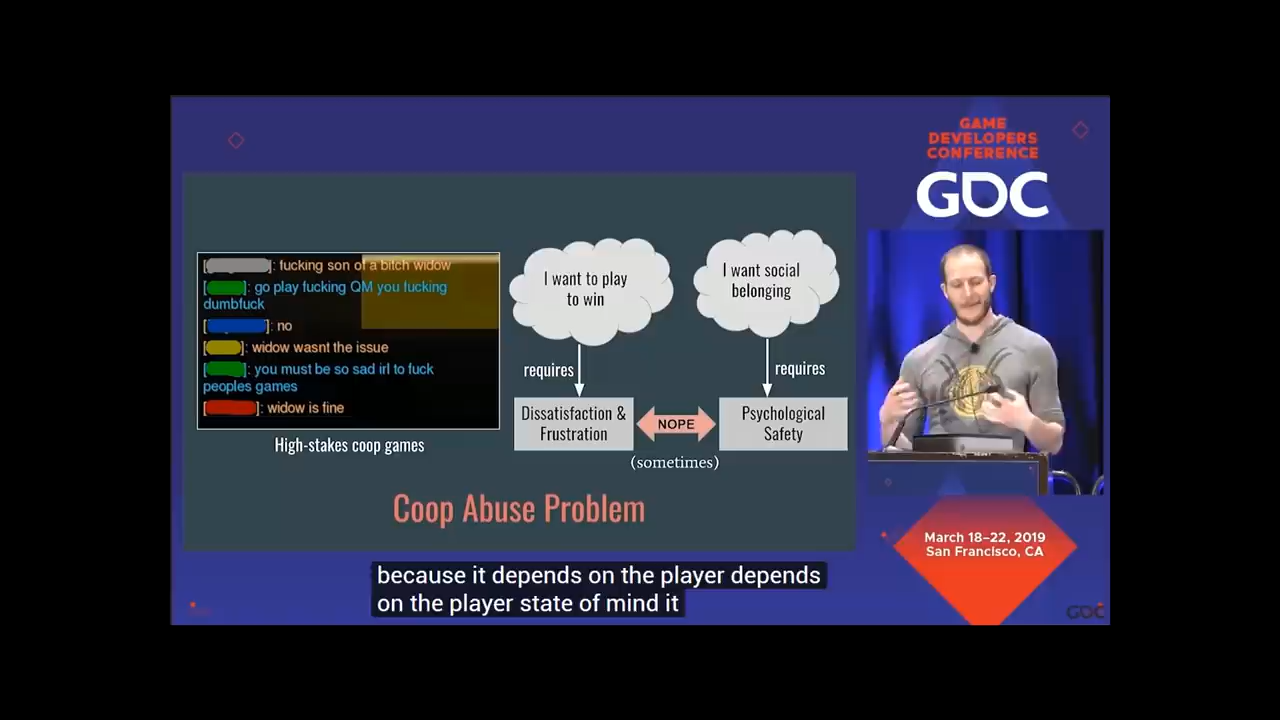 GAME
DEVELOPERS
CONFERENCE
GDC
[ ]: fucking son of a bitch widow
[ ]: go play fucking QM you fucking
dumbfuck
[ ]: no
[ ]: widow wasnt the issue
[ ]: you must be so sad irl to fuck
peoples games
[ ]: widow is fine
High-stakes coop games
I want to play
to win
I want social
belonging
requires
requires
Dissatisfaction &
Frustration
NOPE
Psychological
Safety
(sometimes)
Coop Abuse Problem
March 18–22, 2019
San Francisco, CA
because it depends on the player depends
on the player state of mind it
GDC